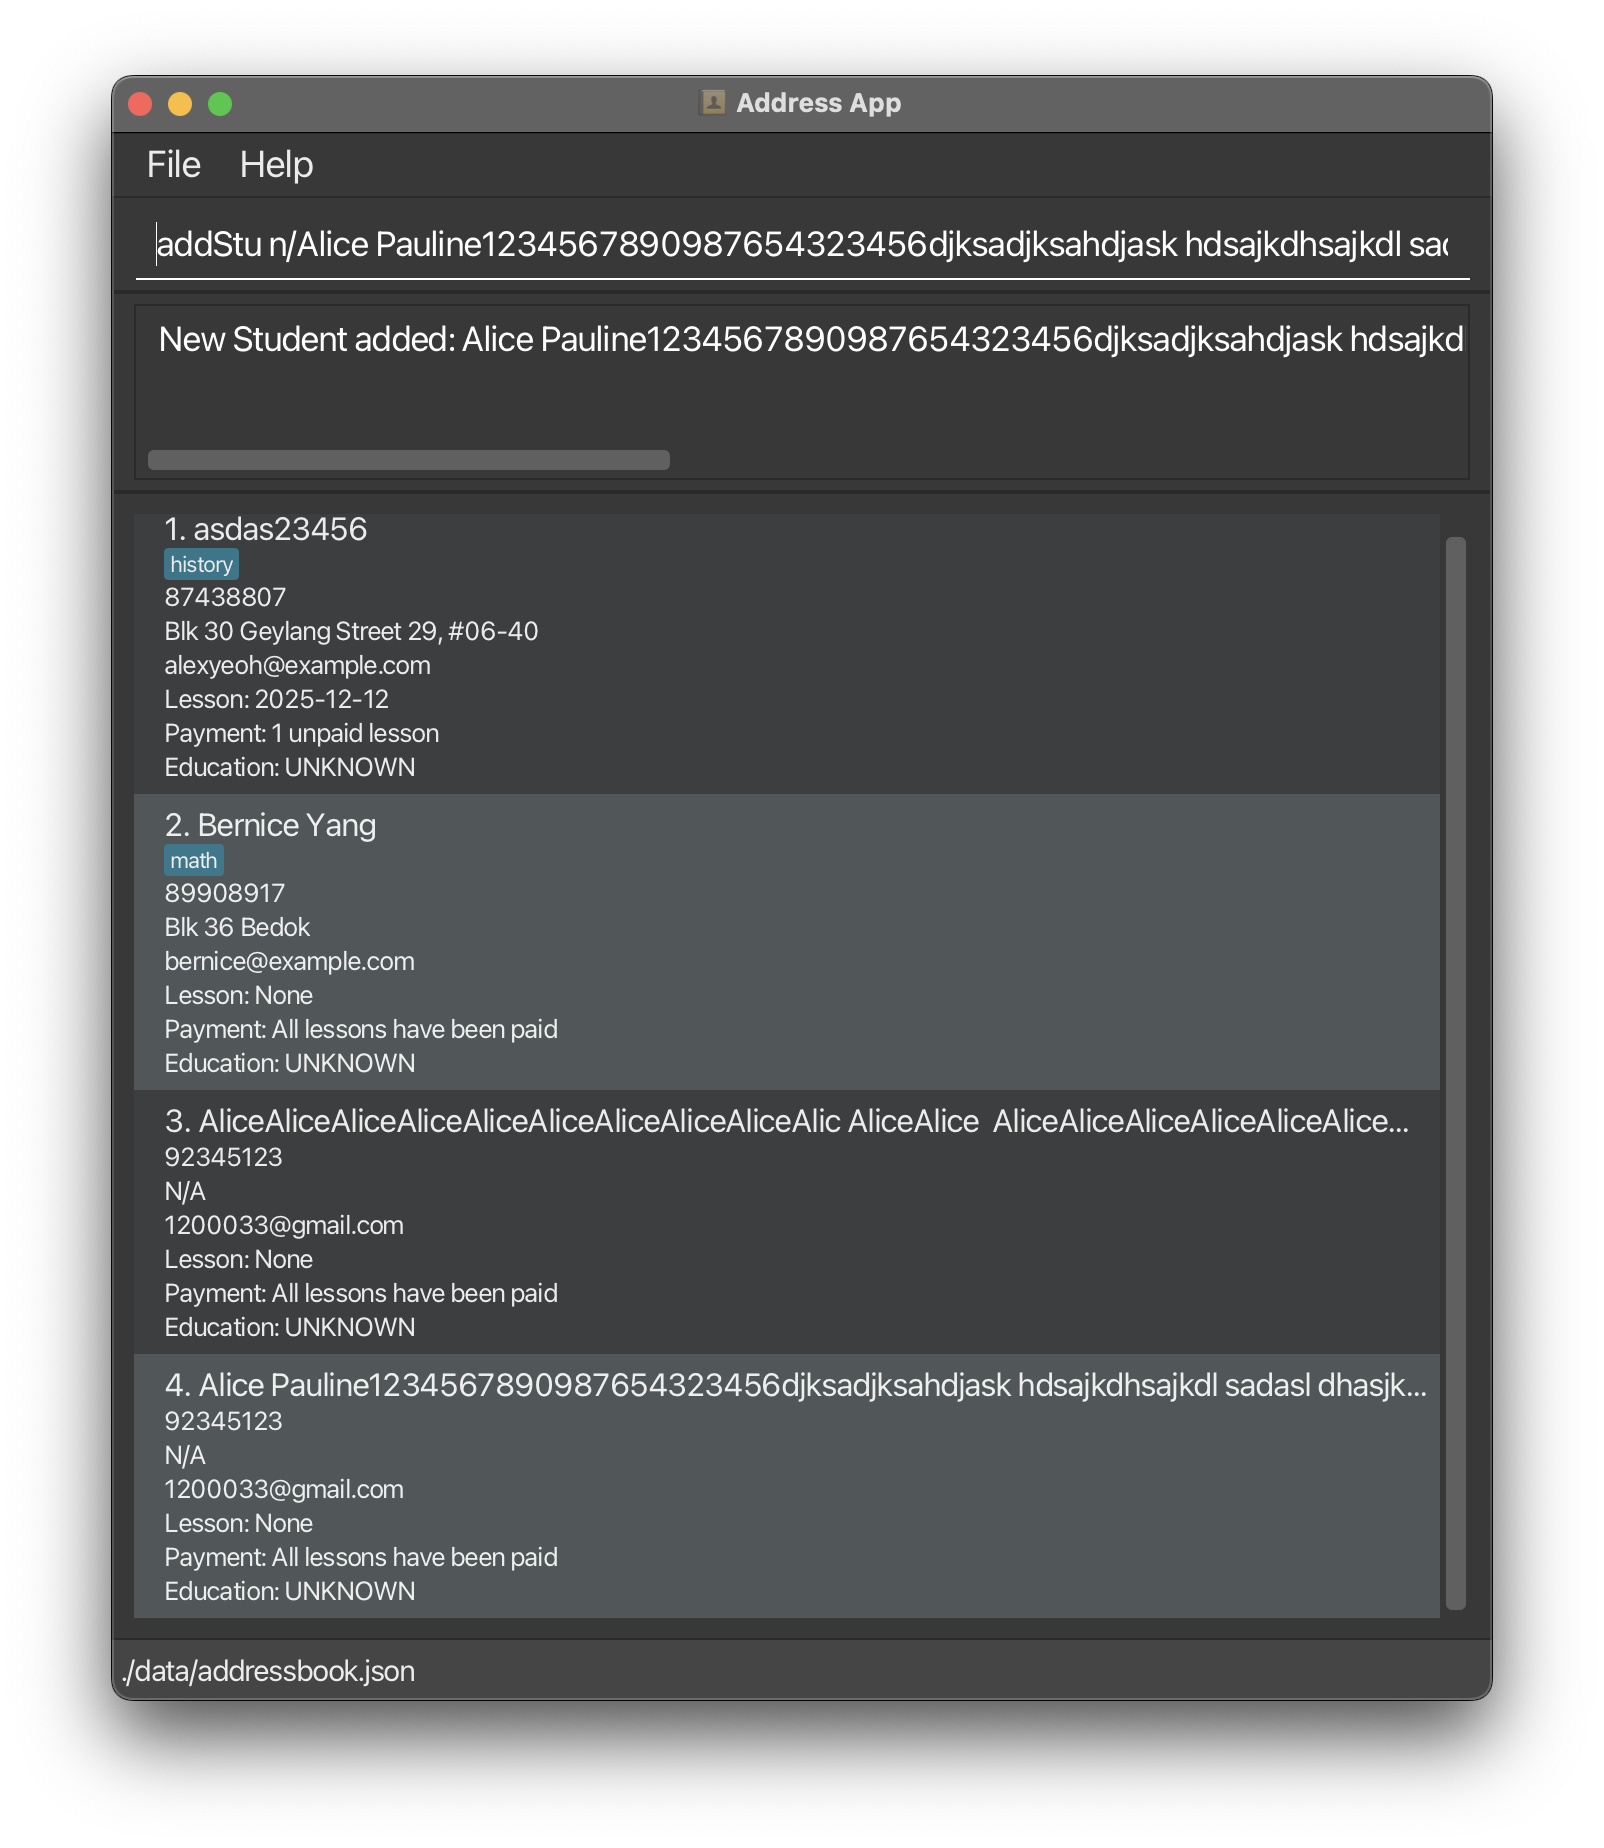 Address App
File Help
addStu n/Alice Pauline1234567890987654323456djksadjksahdjask hdsajkdhsajkdl sad
New Student added: Alice Pauline1234567890987654323456djksadjksahdjask hdsajkd
1. asdas23456
history
87438807
Blk 30 Geylang Street 29, #06-40
alexyeoh@example.com
Lesson: 2025-12-12
Payment: 1 unpaid lesson
Education: UNKNOWN
2. Bernice Yang
math
89908917
Blk 36 Bedok
bernice@example.com
Lesson: None
Payment: All lessons have been paid
Education: UNKNOWN
3. AliceAliceAliceAliceAliceAliceAliceAliceAliceAlic AliceAlice  AliceAliceAliceAliceAliceAlice...
92345123
N/A
1200033@gmail.com
Lesson: None
Payment: All lessons have been paid
Education: UNKNOWN
4. Alice Pauline1234567890987654323456djksadjksahdjask hdsajkdhsajkdl sadasl dhasjk...
92345123
N/A
1200033@gmail.com
Lesson: None
Payment: All lessons have been paid
Education: UNKNOWN
./data/addressbook.json